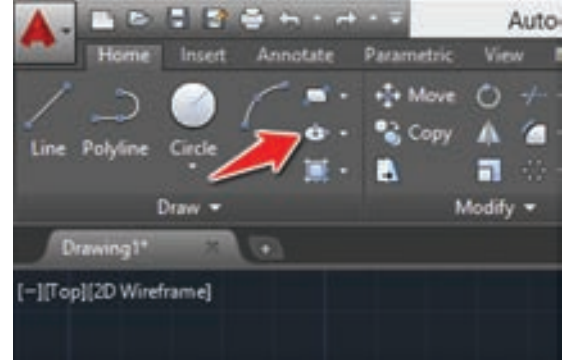 Auto-
Home Insert Annotate Parametric View
Move
Line Polyline Circle Copy
Draw Modify
Drawing1*
[−][Top][2D Wireframe]